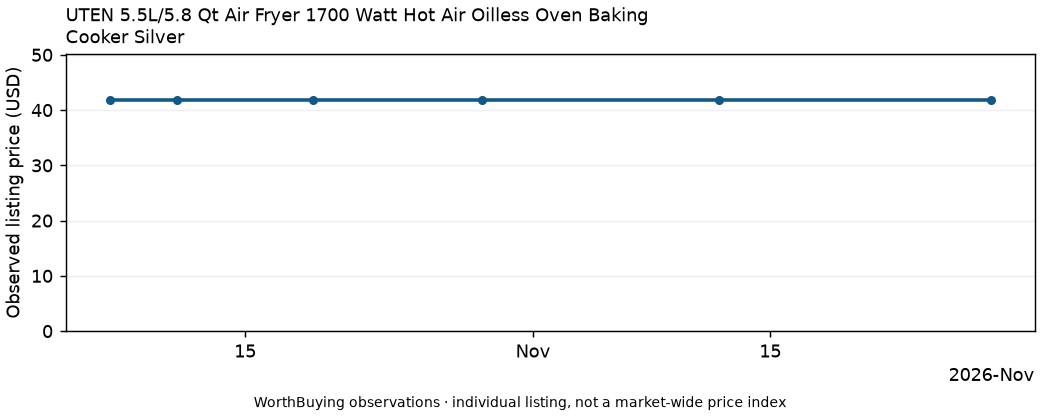 UTEN 5.5L/5.8 Qt Air Fryer 1700 Watt Hot Air Oilless Oven Baking
Cooker Silver
Observed listing price (USD)
50
40
30
20
10
0
15
Nov
15
2026-Nov
WorthBuying observations · individual listing, not a market-wide price index